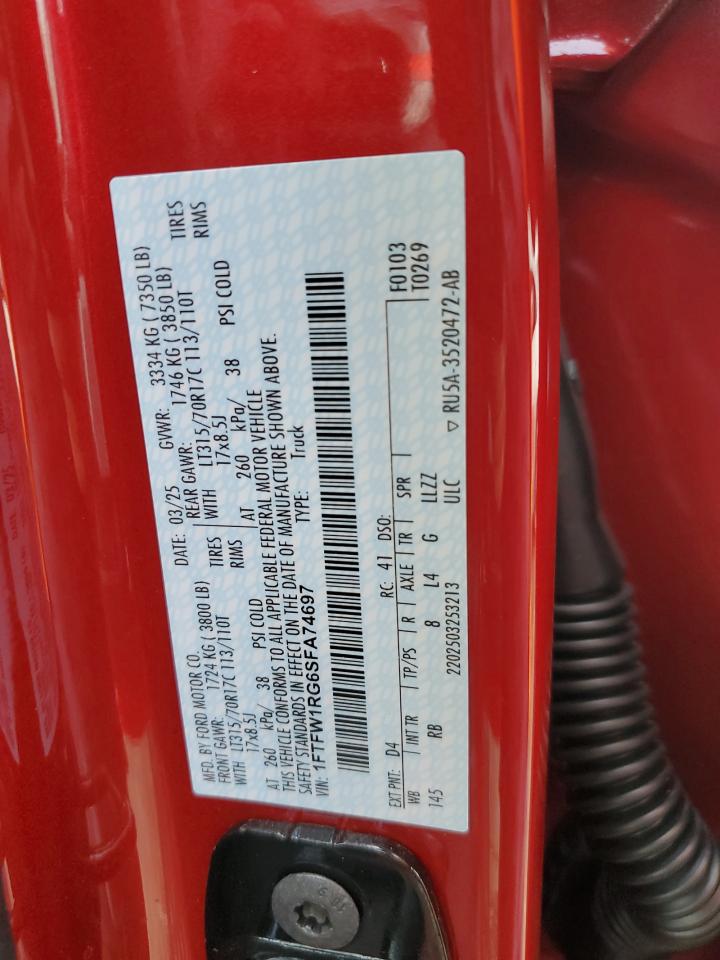 MFD. BY FORD MOTOR CO. DATE: 03/25 GVWR: 3334 KG ( 7350 LB)
FRONT GAWR: 1724 KG ( 3800 LB) REAR GAWR: 1746 KG ( 3850 LB)
WITH LT315/70R17C 113/110T TIRES WITH LT315/70R17C 113/110T TIRES
17x8.5J RIMS 17x8.5J RIMS
AT 260 kPa/ 38 PSI COLD AT 260 kPa/ 38 PSI COLD
THIS VEHICLE CONFORMS TO ALL APPLICABLE FEDERAL MOTOR VEHICLE
SAFETY STANDARDS IN EFFECT ON THE DATE OF MANUFACTURE SHOWN ABOVE.
VIN: 1FTFW1RG6SFA74697 TYPE: Truck
EXT PNT: D4 RC: 41 DSO: F0103
WB INT TR TP/PS R AXLE TR SPR T0269
145 RB 8 L4 G LLZZ
2202503253213 ULC ▽ RU5A-3520472-AB